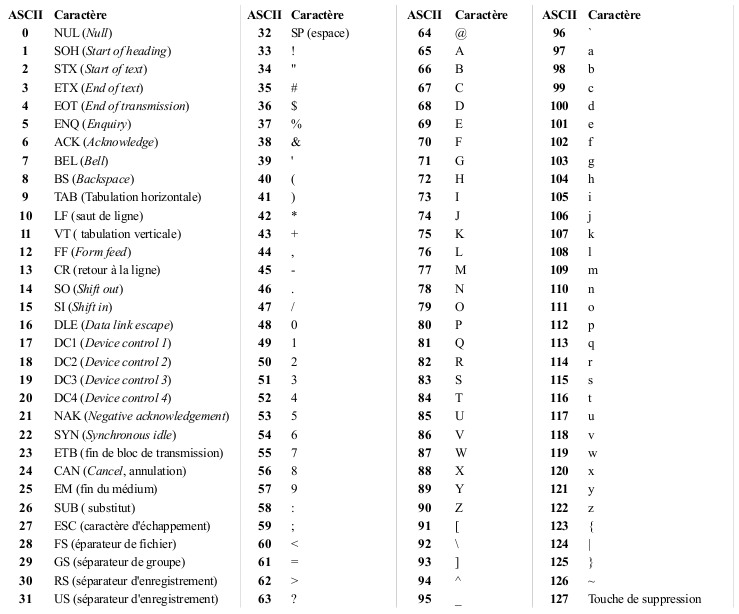 ASCII Caractère ASCII Caractère ASCII Caractère ASCII Caractère
0 NUL (Null) 32 SP (espace) 64 @ 96 `
1 SOH (Start of heading) 33 ! 65 A 97 a
2 STX (Start of text) 34 " 66 B 98 b
3 ETX (End of text) 35 # 67 C 99 c
4 EOT (End of transmission) 36 $ 68 D 100 d
5 ENQ (Enquiry) 37 % 69 E 101 e
6 ACK (Acknowledge) 38 & 70 F 102 f
7 BEL (Bell) 39 ' 71 G 103 g
8 BS (Backspace) 40 ( 72 H 104 h
9 TAB (Tabulation horizontale) 41 ) 73 I 105 i
10 LF (saut de ligne) 42 * 74 J 106 j
11 VT ( tabulation verticale) 43 + 75 K 107 k
12 FF (Form feed) 44 , 76 L 108 l
13 CR (retour à la ligne) 45 - 77 M 109 m
14 SO (Shift out) 46 . 78 N 110 n
15 SI (Shift in) 47 / 79 O 111 o
16 DLE (Data link escape) 48 0 80 P 112 p
17 DC1 (Device control 1) 49 1 81 Q 113 q
18 DC2 (Device control 2) 50 2 82 R 114 r
19 DC3 (Device control 3) 51 3 83 S 115 s
20 DC4 (Device control 4) 52 4 84 T 116 t
21 NAK (Negative acknowledgement) 53 5 85 U 117 u
22 SYN (Synchronous idle) 54 6 86 V 118 v
23 ETB (fin de bloc de transmission) 55 7 87 W 119 w
24 CAN (Cancel, annulation) 56 8 88 X 120 x
25 EM (fin du médium) 57 9 89 Y 121 y
26 SUB ( substitut) 58 : 90 Z 122 z
27 ESC (caractère d'échappement) 59 ; 91 [ 123 {
28 FS (éparateur de fichier) 60 < 92 \ 124 |
29 GS (séparateur de groupe) 61 = 93 ] 125 }
30 RS (séparateur d'enregistrement) 62 > 94 ^ 126 ~
31 US (séparateur d'enregistrement) 63 ? 95 _ 127 Touche de suppression